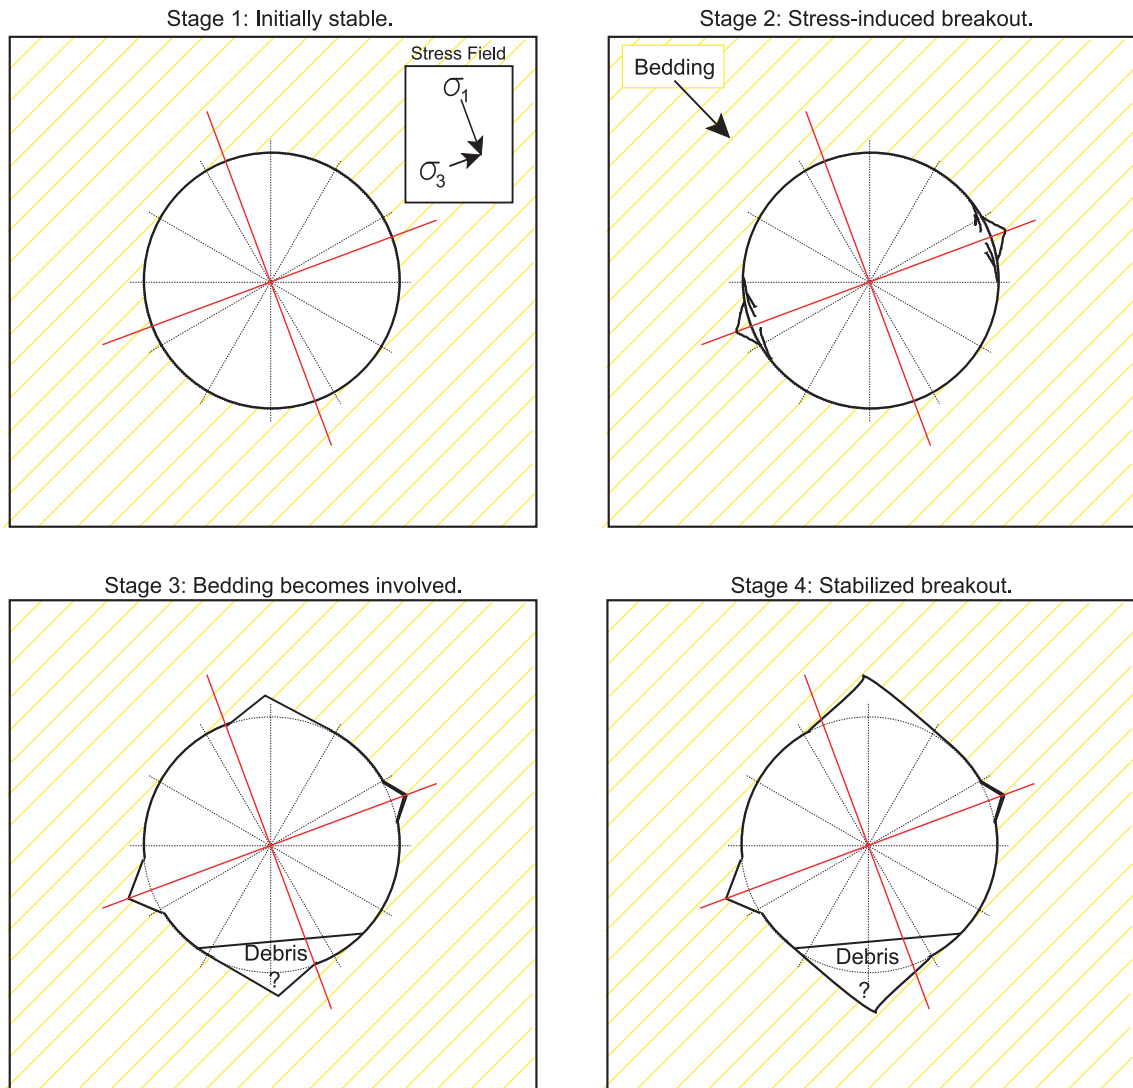 Stage 1: Initially stable.
Stress Field
σ1
σ3
Stage 2: Stress-induced breakout.
Bedding
Stage 3: Bedding becomes involved.
Debris
?
Stage 4: Stabilized breakout.
Debris
?